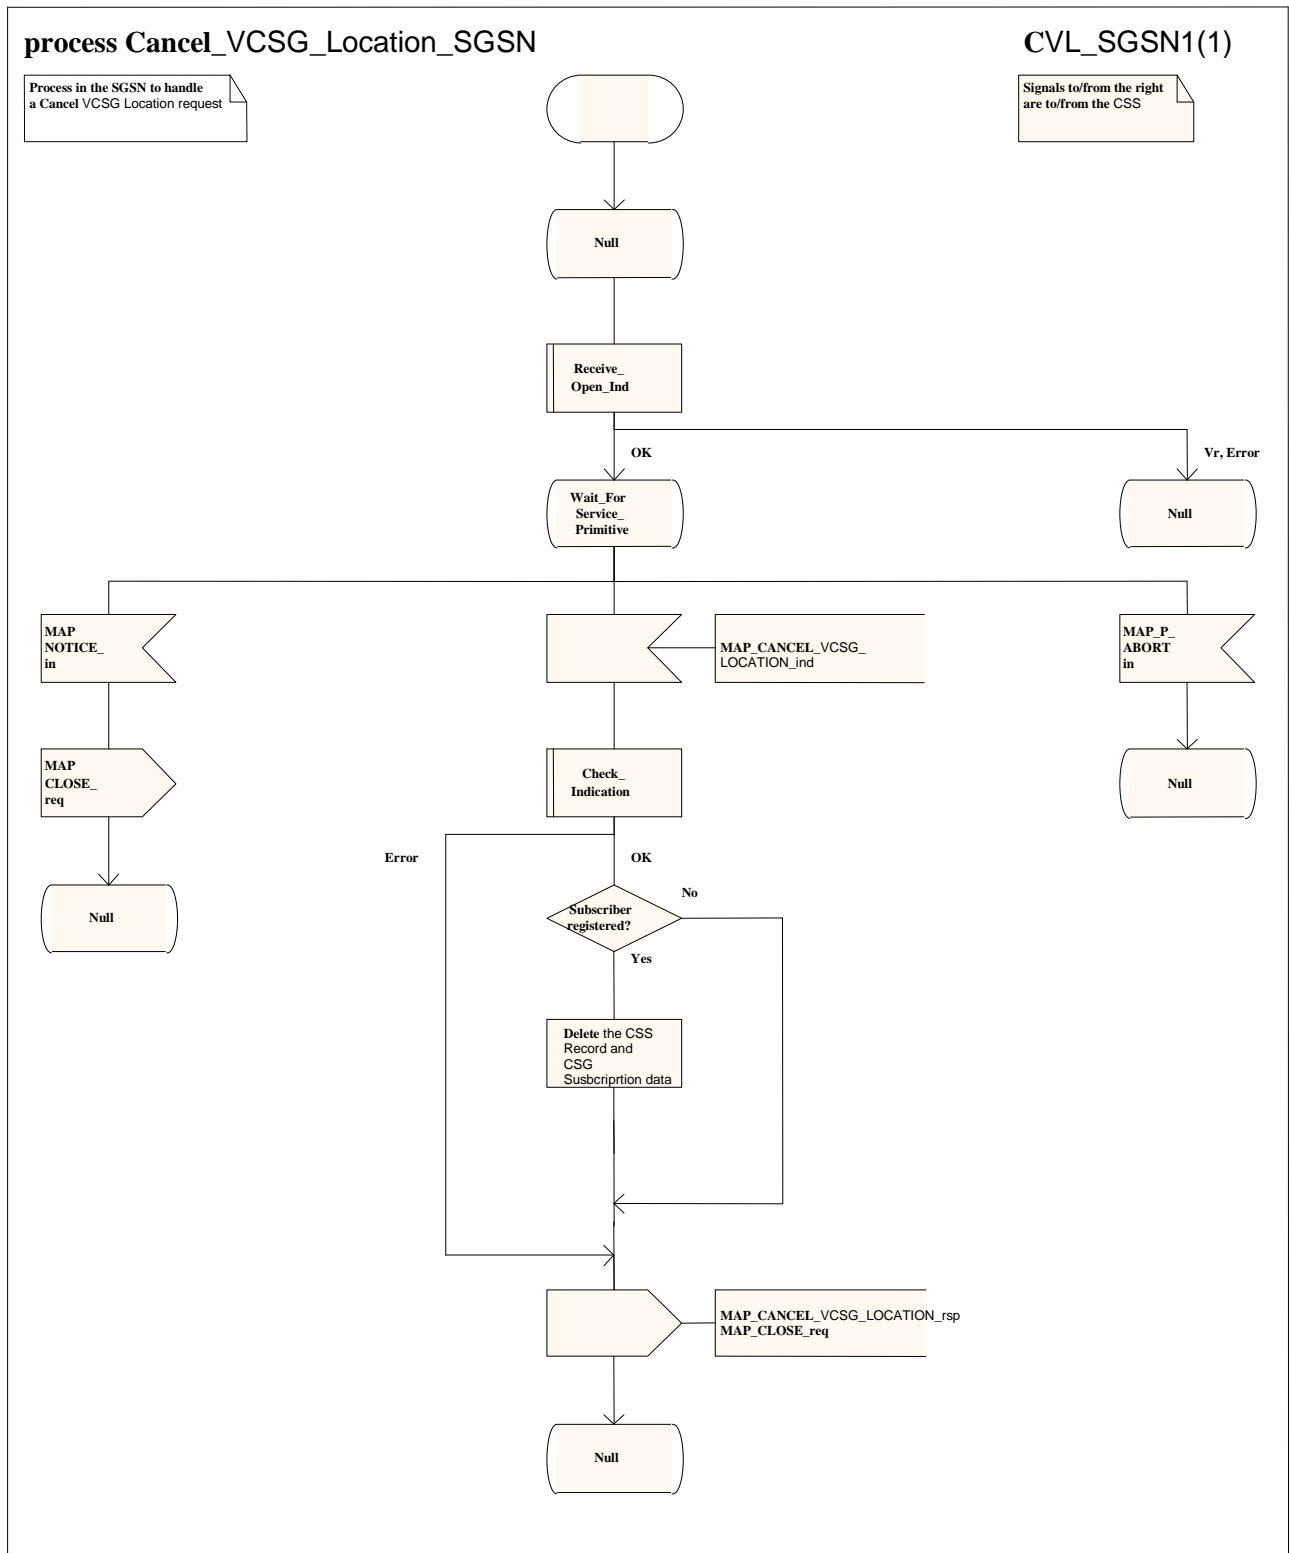 process Cancel_VCSG_Location_SGSN
CVL_SGSN1(1)
Process in the SGSN to handle
a Cancel VCSG Location request
Signals to/from the right
are to/from the CSS
Null
Receive_
Open_Ind
OK
Vr, Error
Wait_For
Service_
Primitive
Null
MAP
NOTICE_
in
MAP_CANCEL_VCSG_
LOCATION_ind
MAP_P_
ABORT
in
MAP
CLOSE_
req
Check_
Indication
Null
Error
OK
No
Null
Subscriber
registered?
Yes
Delete the CSS
Record and
CSG
Susbcriprtion data
MAP_CANCEL_VCSG_LOCATION_rsp
MAP_CLOSE_req
Null